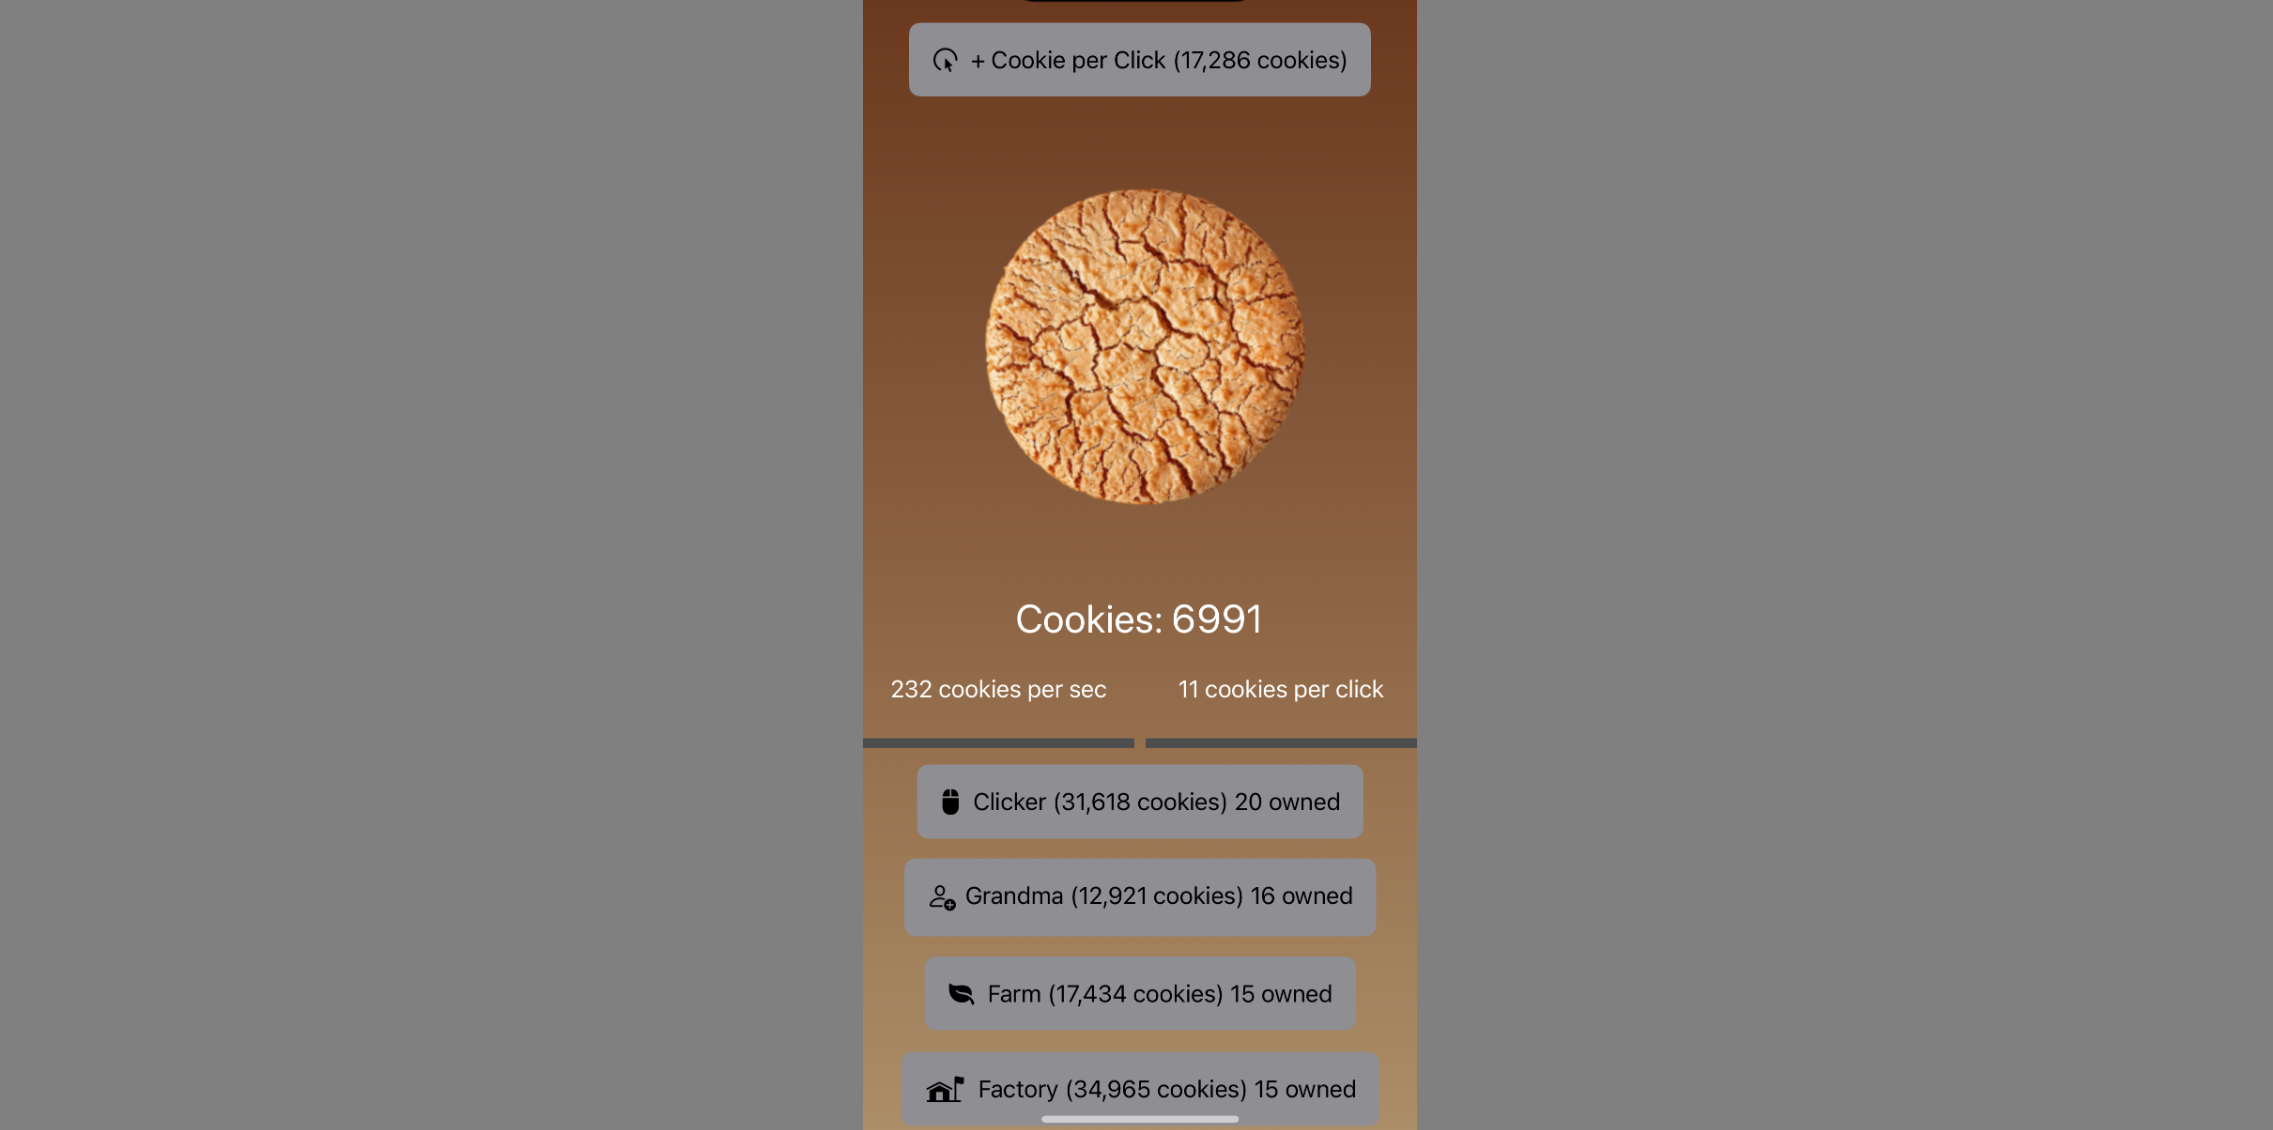 + Cookie per Click (17,286 cookies)
Cookies: 6991
232 cookies per sec
11 cookies per click
Clicker (31,618 cookies) 20 owned
Grandma (12,921 cookies) 16 owned
Farm (17,434 cookies) 15 owned
Factory (34,965 cookies) 15 owned